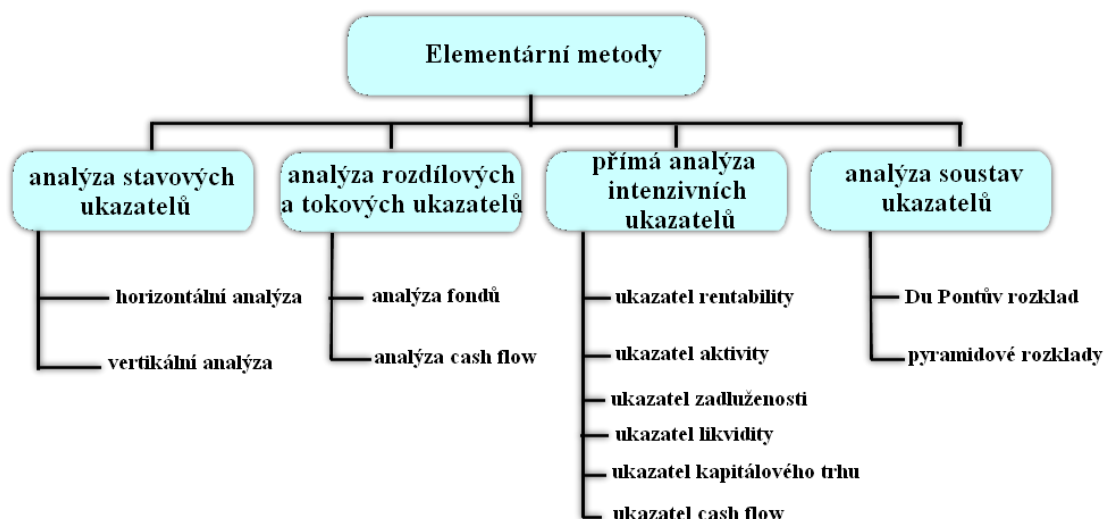 Elementární metody
analýza stavových
ukazatelů
horizontální analýza
vertikální analýza
analýza rozdílových
a tokových ukazatelů
analýza fondů
analýza cash flow
přímá analýza
intenzivních
ukazatelů
ukazatel rentability
ukazatel aktivity
ukazatel zadluženosti
ukazatel likvidity
ukazatel kapitálového trhu
ukazatel cash flow
analýza soustav
ukazatelů
Du Pontův rozklad
pyramidové rozklady